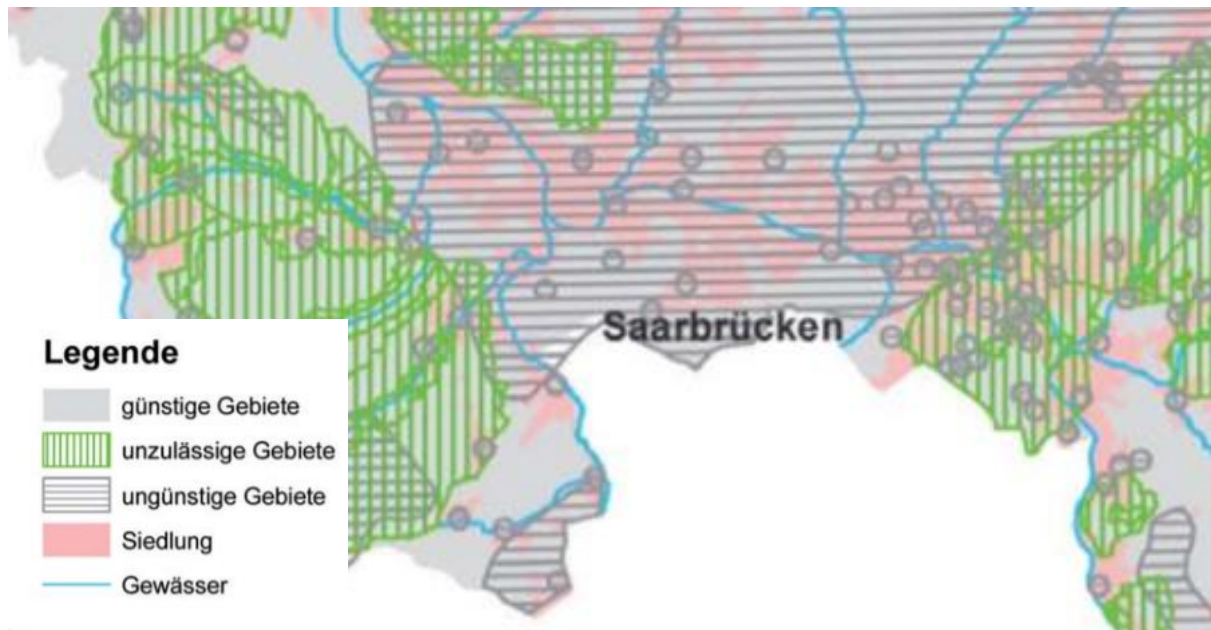 Saarbrücken
Legende
günstige Gebiete
unzulässige Gebiete
ungünstige Gebiete
Siedlung
Gewässer